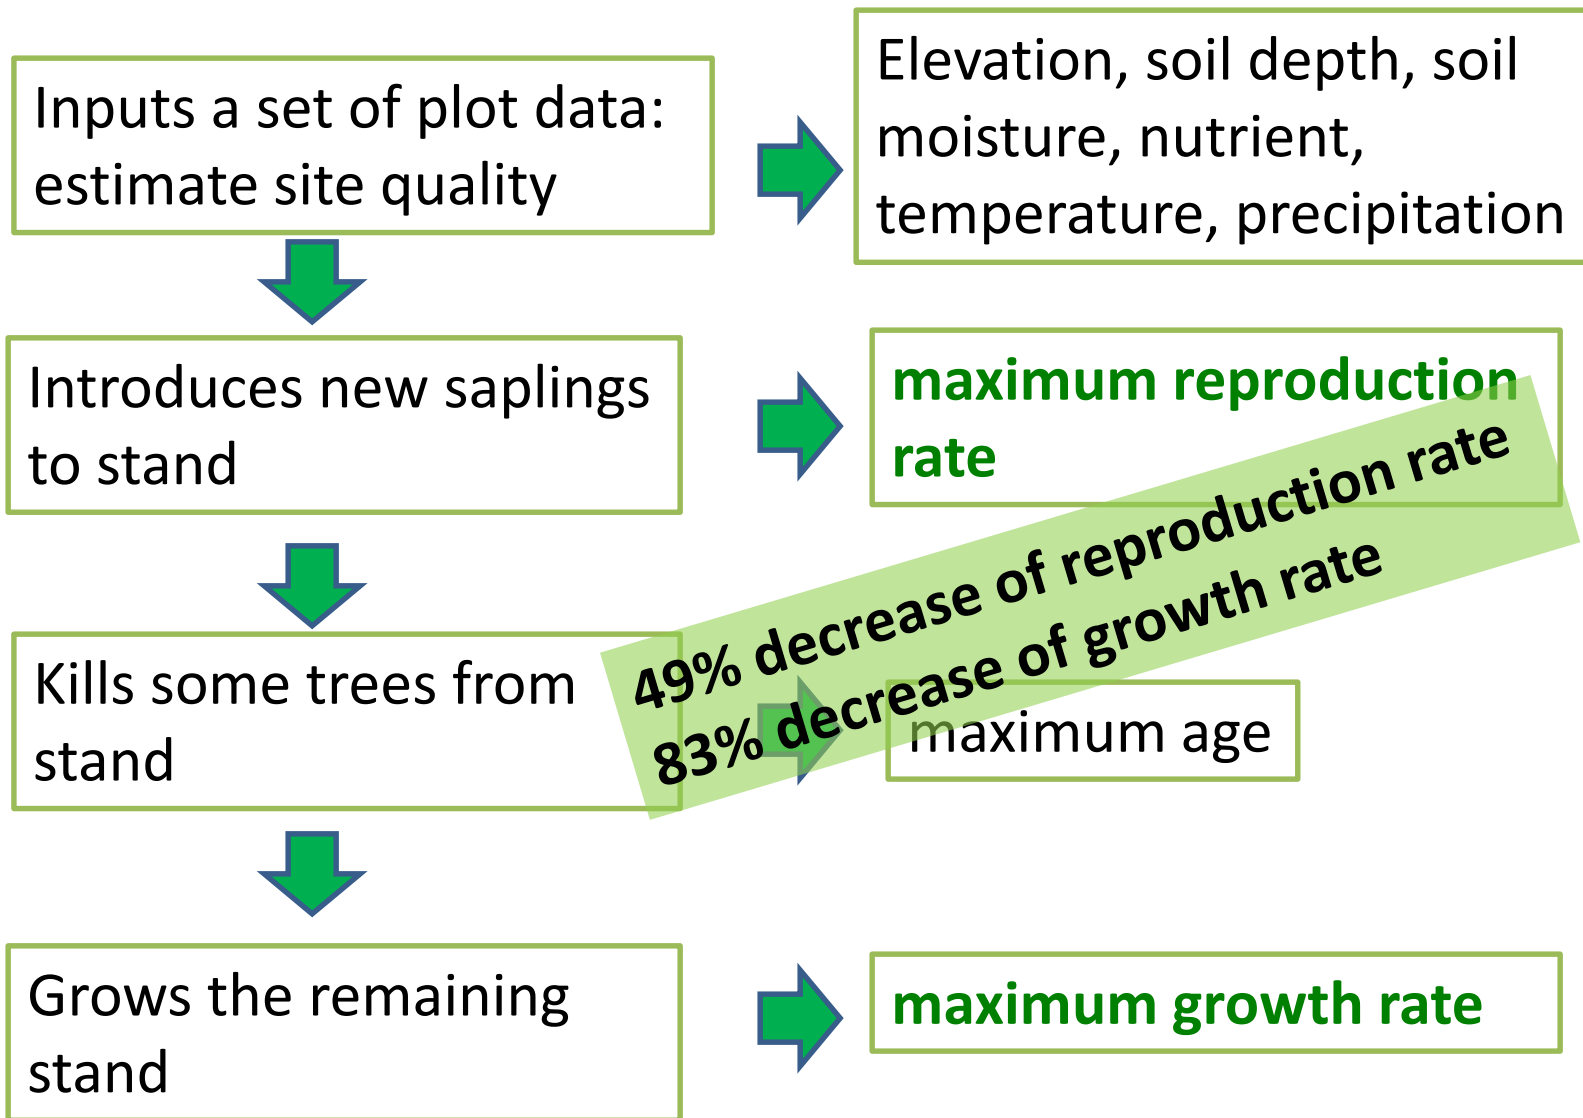 Inputs a set of plot data:
estimate site quality
Elevation, soil depth, soil
moisture, nutrient,
temperature, precipitation
Introduces new saplings
to stand
maximum reproduction
rate
49% decrease of reproduction rate
83% decrease of growth rate
Kills some trees from
stand
maximum age
Grows the remaining
stand
maximum growth rate